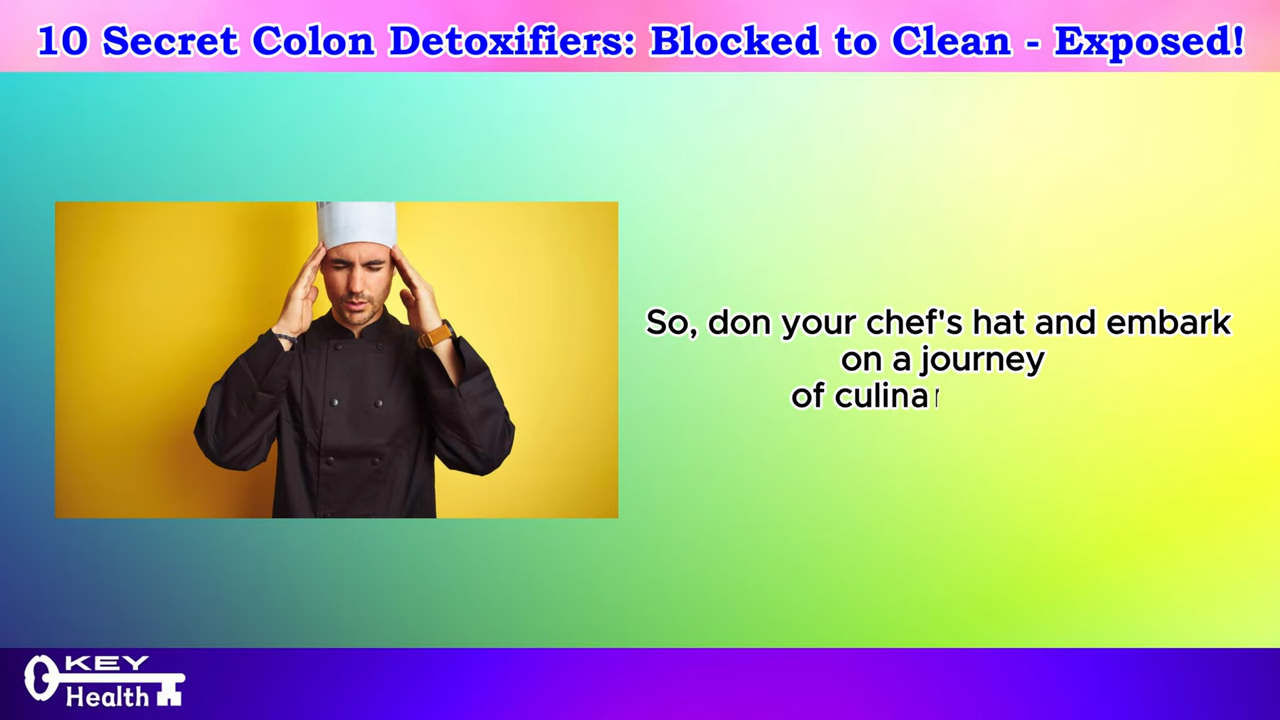 10 Secret Colon Detoxifiers: Blocked to Clean - Exposed!
So, don your chef's hat and embark
on a journey
of culinar
KEY
Health